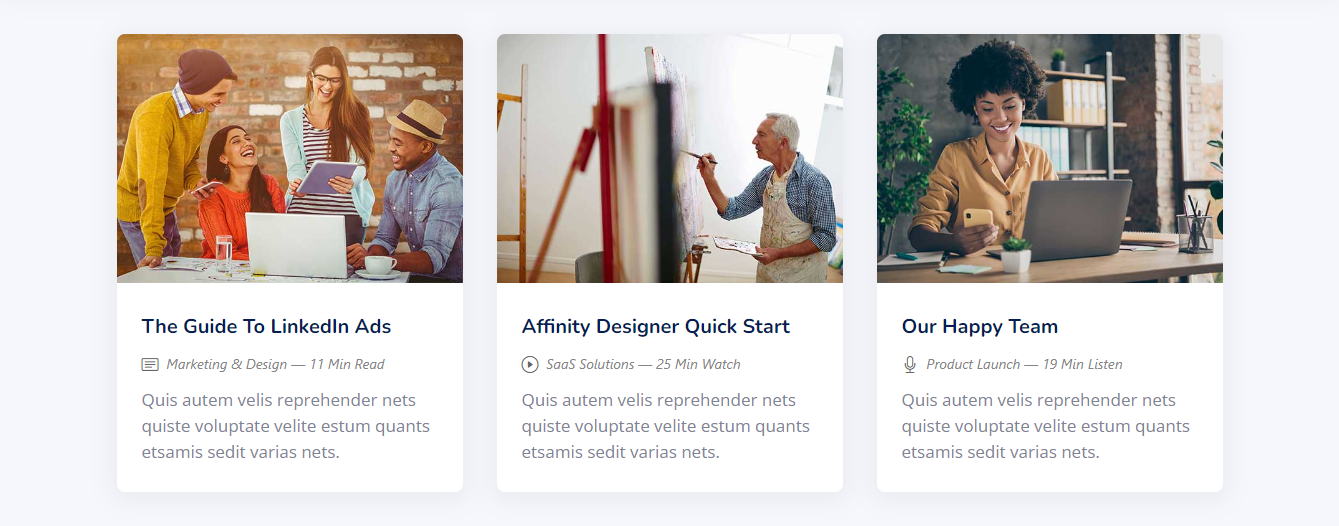 The Guide To LinkedIn Ads
Marketing & Design — 11 Min Read
Quis autem velis reprehender nets
quiste voluptate velite estum quants
etsamis sedit varias nets.
Affinity Designer Quick Start
SaaS Solutions — 25 Min Watch
Quis autem velis reprehender nets
quiste voluptate velite estum quants
etsamis sedit varias nets.
Our Happy Team
Product Launch — 19 Min Listen
Quis autem velis reprehender nets
quiste voluptate velite estum quants
etsamis sedit varias nets.